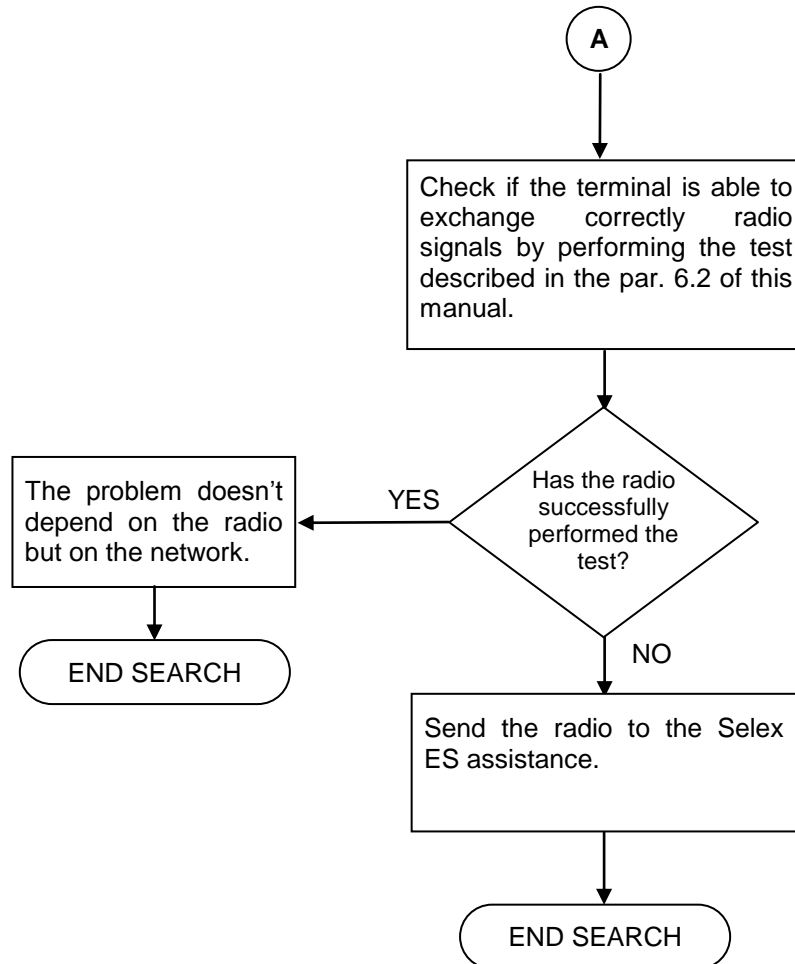 A
Check if the terminal is able to
exchange correctly radio
signals by performing the test
described in the par. 6.2 of this
manual.
Has the radio
successfully
performed the
test?
YES
The problem doesn't
depend on the radio
but on the network.
END SEARCH
NO
Send the radio to the Selex
ES assistance.
END SEARCH